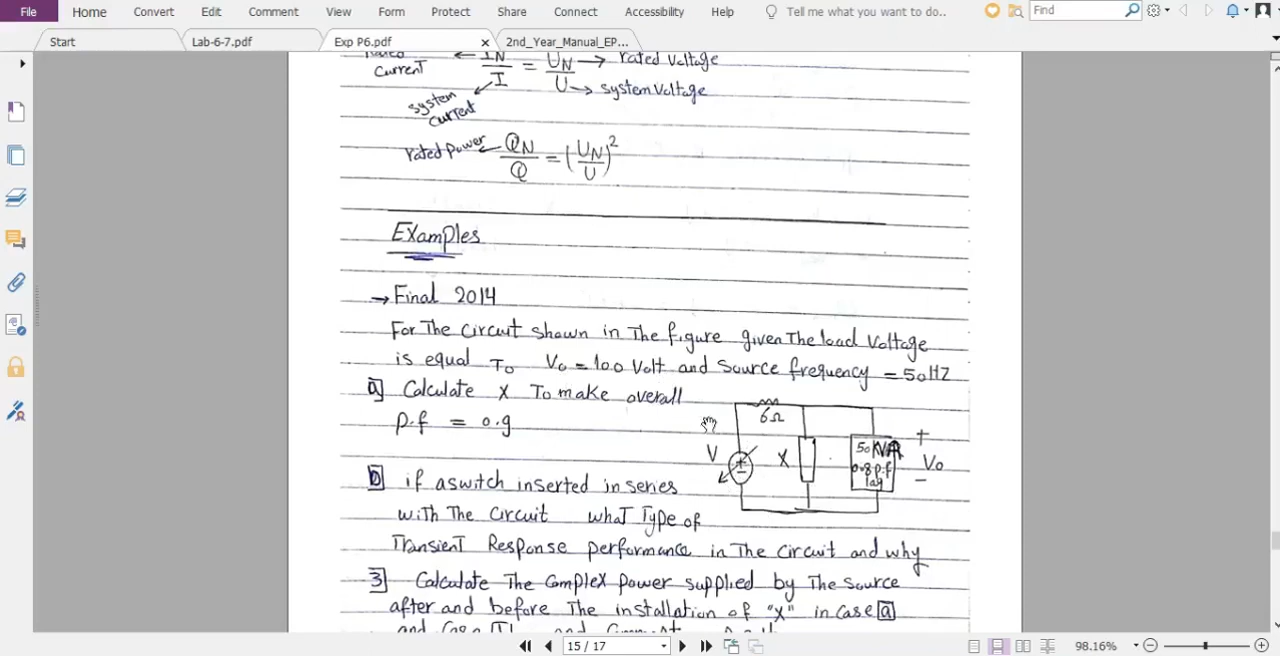 File Home Convert Edit Comment View Form Protect Share Connect Accessibility Help Tell me what you want to do.. Find
Start Lab-6-7.pdf Exp P6.pdf x 2nd_Year_Manual_EP...
Current IN/I = UN/U → rated Voltage
System Current U → system Voltage
rated power ← QN/Q = (UN/U)²
Examples
→ Final 2014
For The circuit shown in The figure given The load Voltage
is equal To Vo = 100 Volt and source frequency = 50HZ
a] Calculate X To make overall
p.f = 0.9
6Ω
V X 50 KVA 0.8 p.f lag + Vo -
b] if aswitch inserted in series
with The circuit what Type of
Transient Response performance in The circuit and why
3] Calculate The Complex power supplied by The source
after and before The installation of "X" in case [a]
15 / 17 98.16%